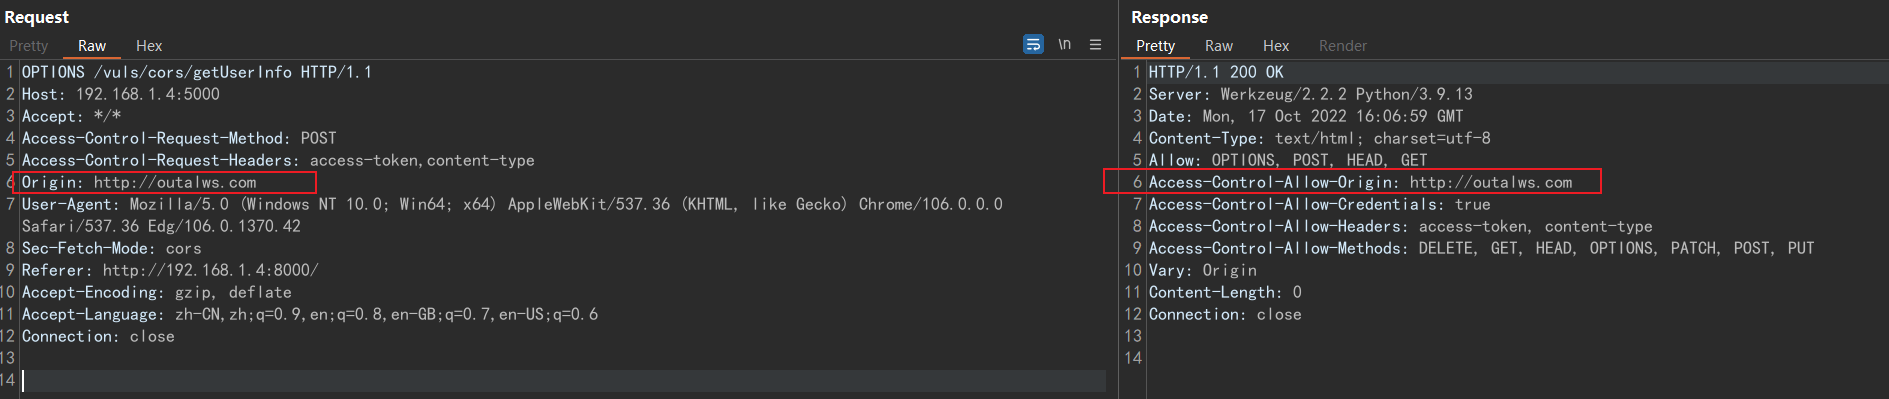 Request
Pretty Raw Hex
\n
1 OPTIONS /vuls/cors/getUserInfo HTTP/1.1
2 Host: 192.168.1.4:5000
3 Accept: */*
4 Access-Control-Request-Method: POST
5 Access-Control-Request-Headers: access-token,content-type
6 Origin: http://outalws.com
7 User-Agent: Mozilla/5.0 (Windows NT 10.0; Win64; x64) AppleWebKit/537.36 (KHTML, like Gecko) Chrome/106.0.0.0
Safari/537.36 Edg/106.0.1370.42
8 Sec-Fetch-Mode: cors
9 Referer: http://192.168.1.4:8000/
10 Accept-Encoding: gzip, deflate
11 Accept-Language: zh-CN,zh;q=0.9,en;q=0.8,en-GB;q=0.7,en-US;q=0.6
12 Connection: close
13
14
Response
Pretty Raw Hex Render
1 HTTP/1.1 200 OK
2 Server: Werkzeug/2.2.2 Python/3.9.13
3 Date: Mon, 17 Oct 2022 16:06:59 GMT
4 Content-Type: text/html; charset=utf-8
5 Allow: OPTIONS, POST, HEAD, GET
6 Access-Control-Allow-Origin: http://outalws.com
7 Access-Control-Allow-Credentials: true
8 Access-Control-Allow-Headers: access-token, content-type
9 Access-Control-Allow-Methods: DELETE, GET, HEAD, OPTIONS, PATCH, POST, PUT
10 Vary: Origin
11 Content-Length: 0
12 Connection: close
13
14